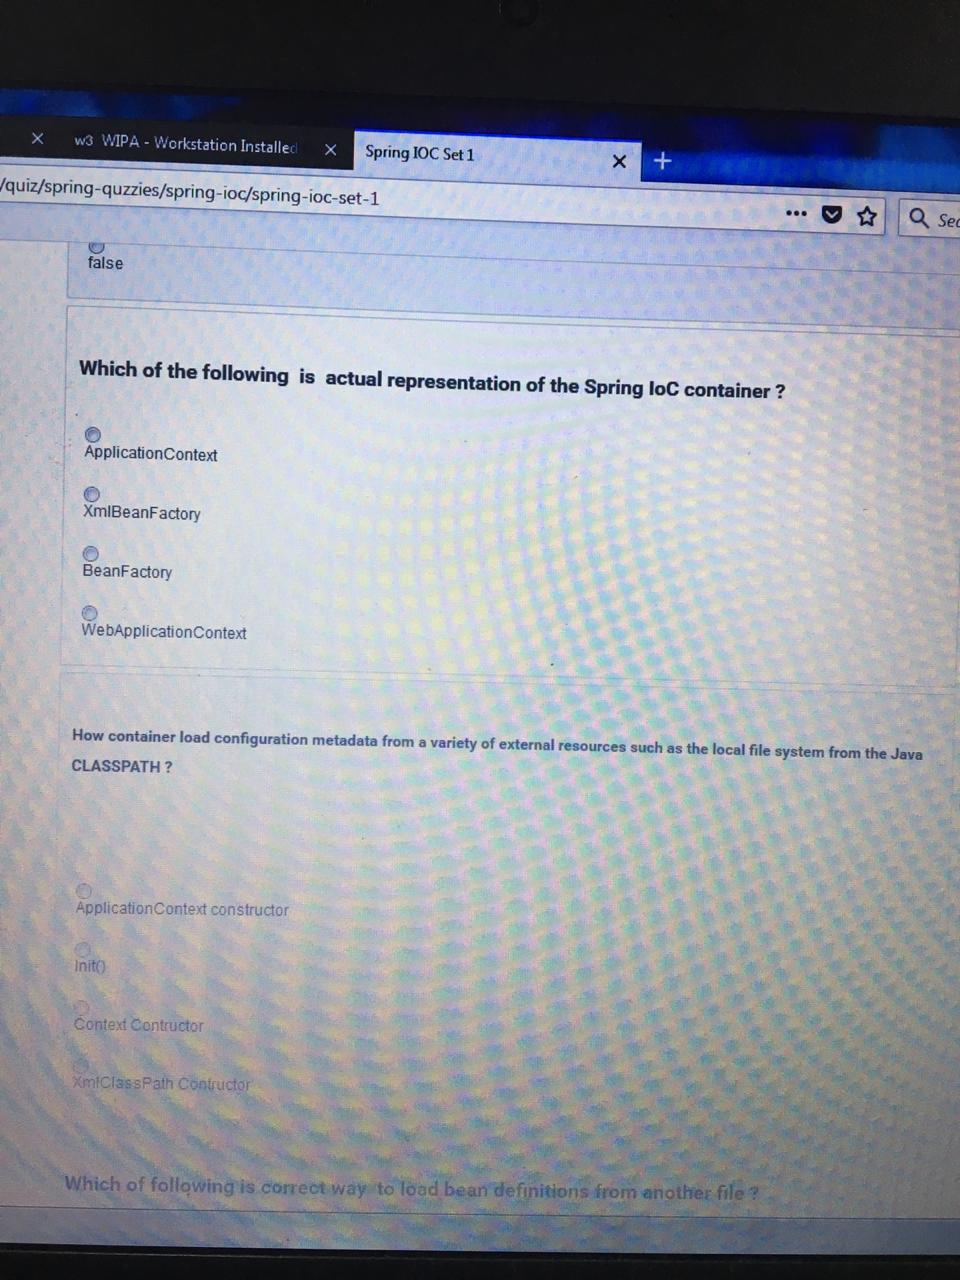 w3 WIPA - Workstation Installed
Spring IOC Set 1
/quiz/spring-quzzies/spring-ioc/spring-ioc-set-1
false
Which of the following is actual representation of the Spring IoC container ?
ApplicationContext
XmlBeanFactory
BeanFactory
WebApplicationContext
How container load configuration metadata from a variety of external resources such as the local file system from the Java
CLASSPATH ?
ApplicationContext constructor
Init()
Context Contructor
XmlClassPath Contructor
Which of following is correct way to load bean definitions from another file ?